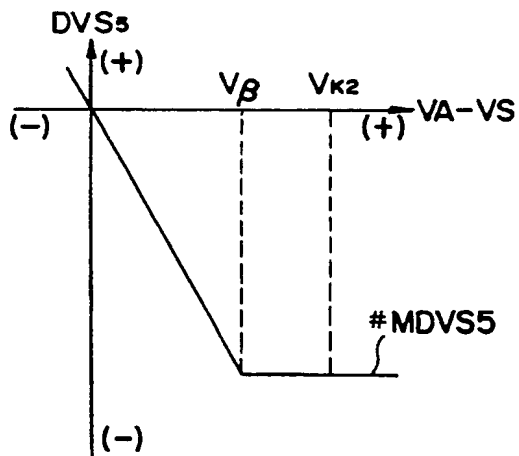 DVS5
(+)
Vβ
VK2
(-)
(+)
VA-VS
#MDVS5
(-)